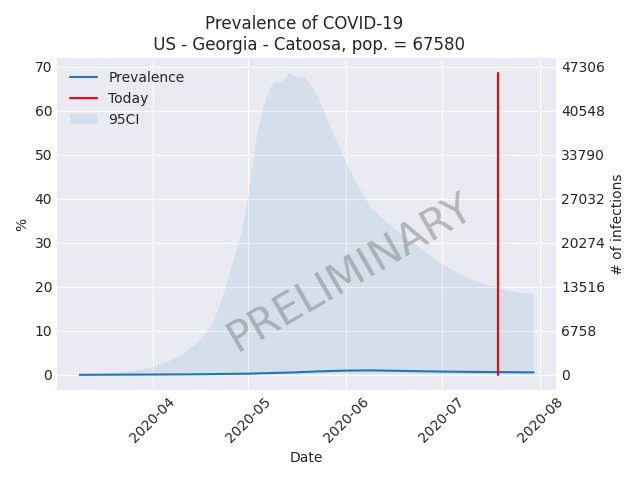 Prevalence of COVID-19
US - Georgia - Catoosa, pop. = 67580
70
60
50
40
30
20
10
0
%
47306
40548
33790
27032
20274
13516
6758
0
# of infections
Prevalence
Today
95CI
PRELIMINARY
2020-04
2020-05
2020-06
2020-07
2020-08
Date